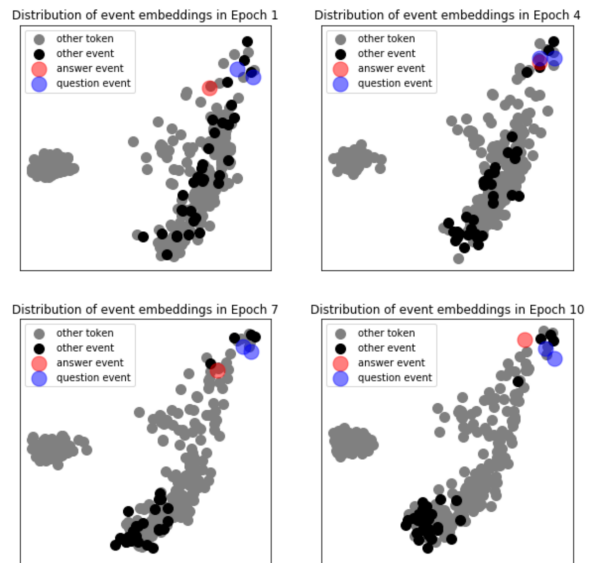 Distribution of event embeddings in Epoch 1
other token
other event
answer event
question event
Distribution of event embeddings in Epoch 4
other token
other event
answer event
question event
Distribution of event embeddings in Epoch 7
other token
other event
answer event
question event
Distribution of event embeddings in Epoch 10
other token
other event
answer event
question event